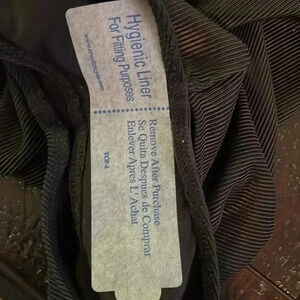 Hygienic Liner
For Fitting Purposes
Remove After Purchase
Se Quita Despues de Comprar
Enlever Apres L' Achat